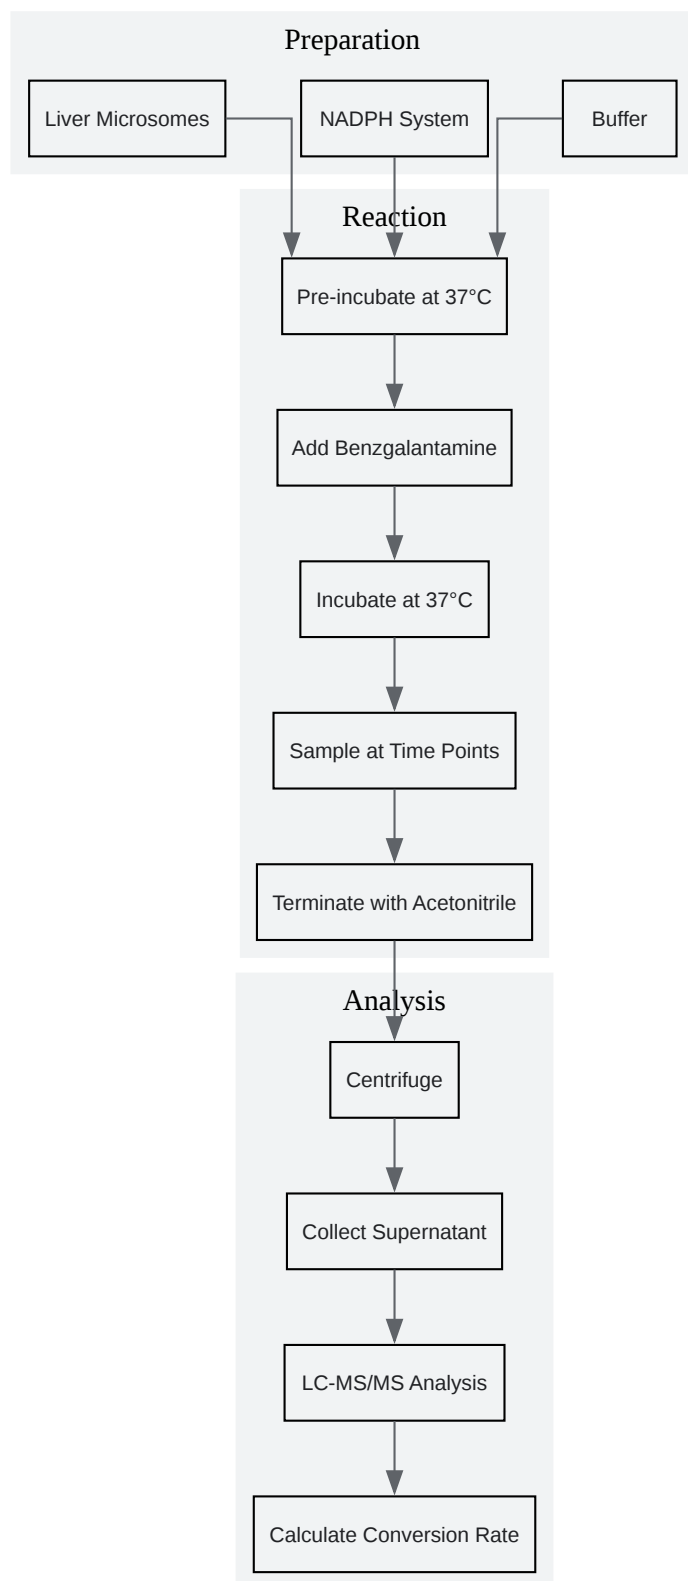 Preparation
Liver Microsomes
NADPH System
Buffer
Reaction
Pre-incubate at 37°C
Add Benzgalantamine
Incubate at 37°C
Sample at Time Points
Terminate with Acetonitrile
Analysis
Centrifuge
Collect Supernatant
LC-MS/MS Analysis
Calculate Conversion Rate